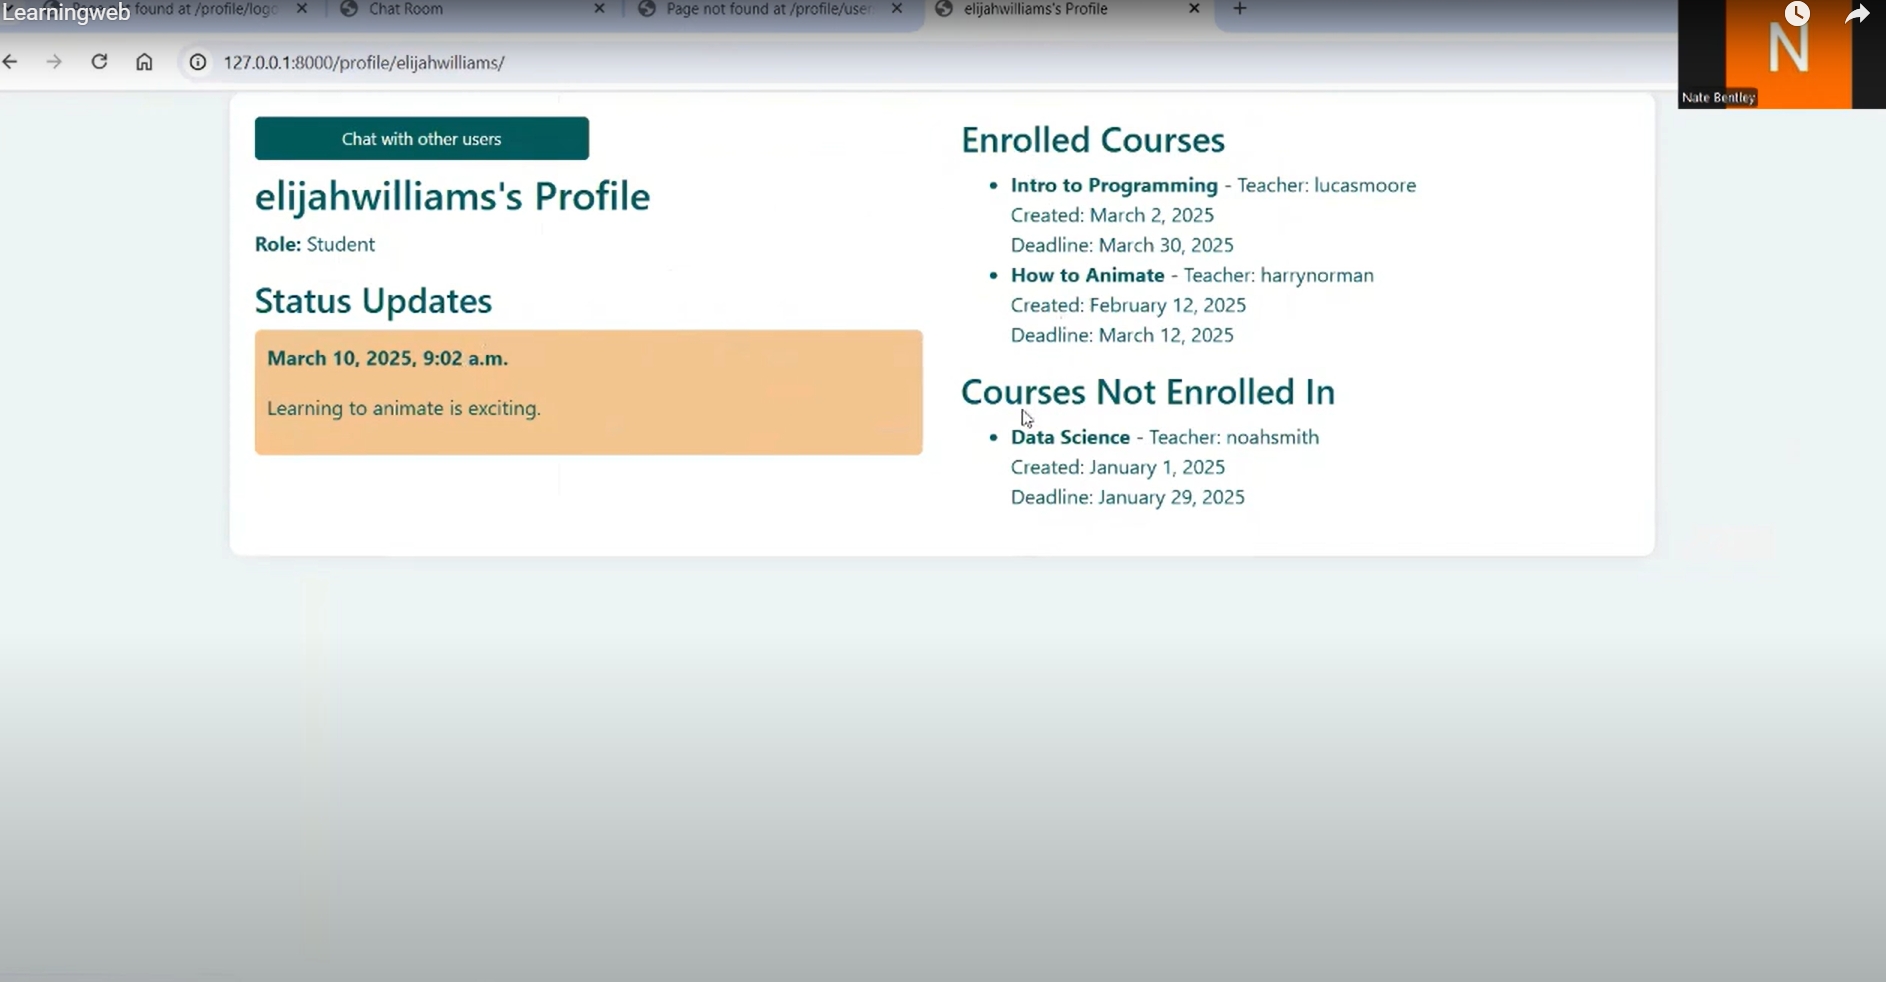 Learningweb
found at /profile/logo
Chat Room
Page not found at /profile/user
elijahwilliams's Profile
127.0.0.1:8000/profile/elijahwilliams/
N
Nate Bentley
Chat with other users
elijahwilliams's Profile
Role: Student
Status Updates
March 10, 2025, 9:02 a.m.
Learning to animate is exciting.
Enrolled Courses
Intro to Programming - Teacher: lucasmoore
Created: March 2, 2025
Deadline: March 30, 2025
How to Animate - Teacher: harrynorman
Created: February 12, 2025
Deadline: March 12, 2025
Courses Not Enrolled In
Data Science - Teacher: noahsmith
Created: January 1, 2025
Deadline: January 29, 2025